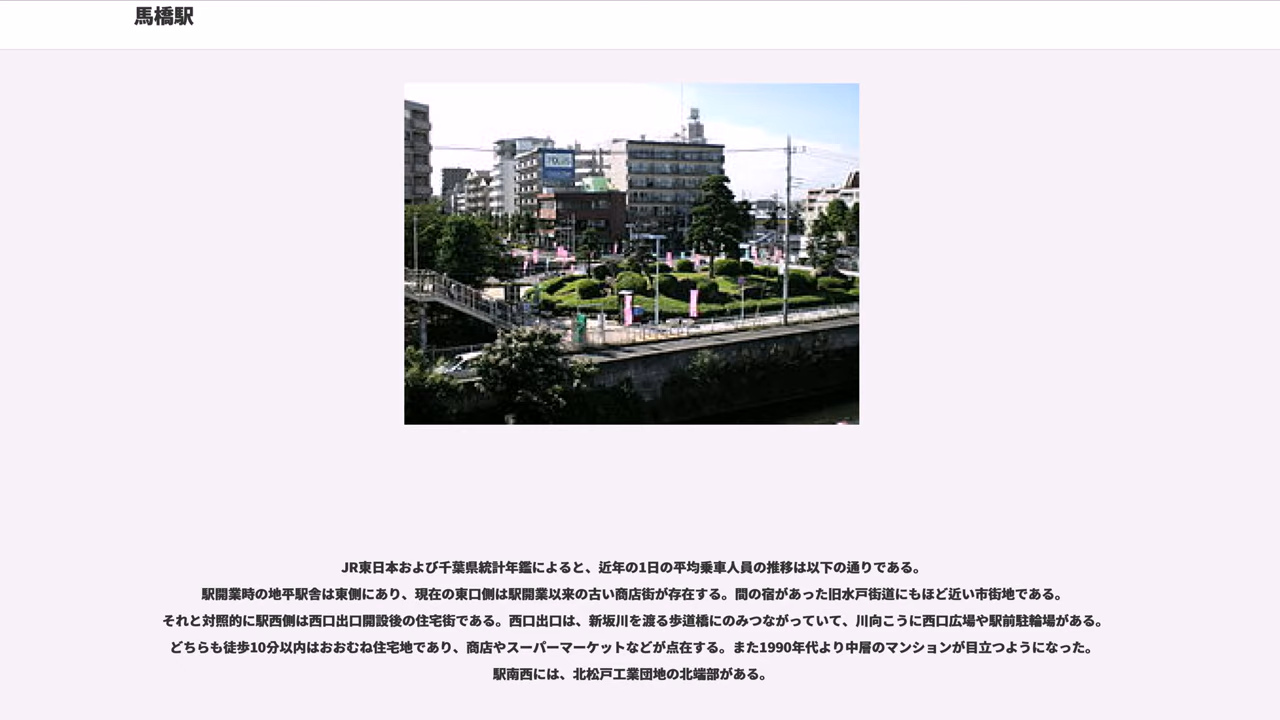 馬橋駅
JR東日本および千葉県統計年鑑によると、近年の1日の平均乗車人員の推移は以下の通りである。
駅開業時の地平駅舎は東側にあり、現在の東口側は駅開業以来の古い商店街が存在する。間の宿があった旧水戸街道にもほど近い市街地である。
それと対照的に駅西側は西口出口開設後の住宅街である。西口出口は、新坂川を渡る歩道橋にのみつながっていて、川向こうに西口広場や駅前駐輪場がある。
どちらも徒歩10分以内はおおむね住宅地であり、商店やスーパーマーケットなどが点在する。また1990年代より中層のマンションが目立つようになった。
駅南西には、北松戸工業団地の北端部がある。